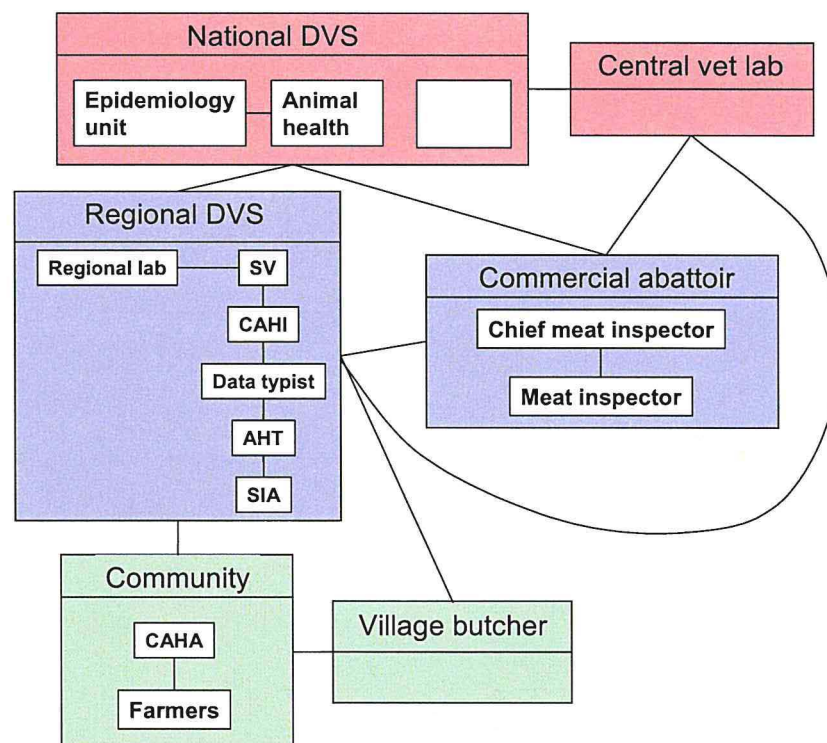 National DVS
Epidemiology
unit
Animal
health
Central vet lab
Regional DVS
Regional lab
SV
CAHI
Data typist
AHT
SIA
Commercial abattoir
Chief meat inspector
Meat inspector
Community
CAHA
Farmers
Village butcher